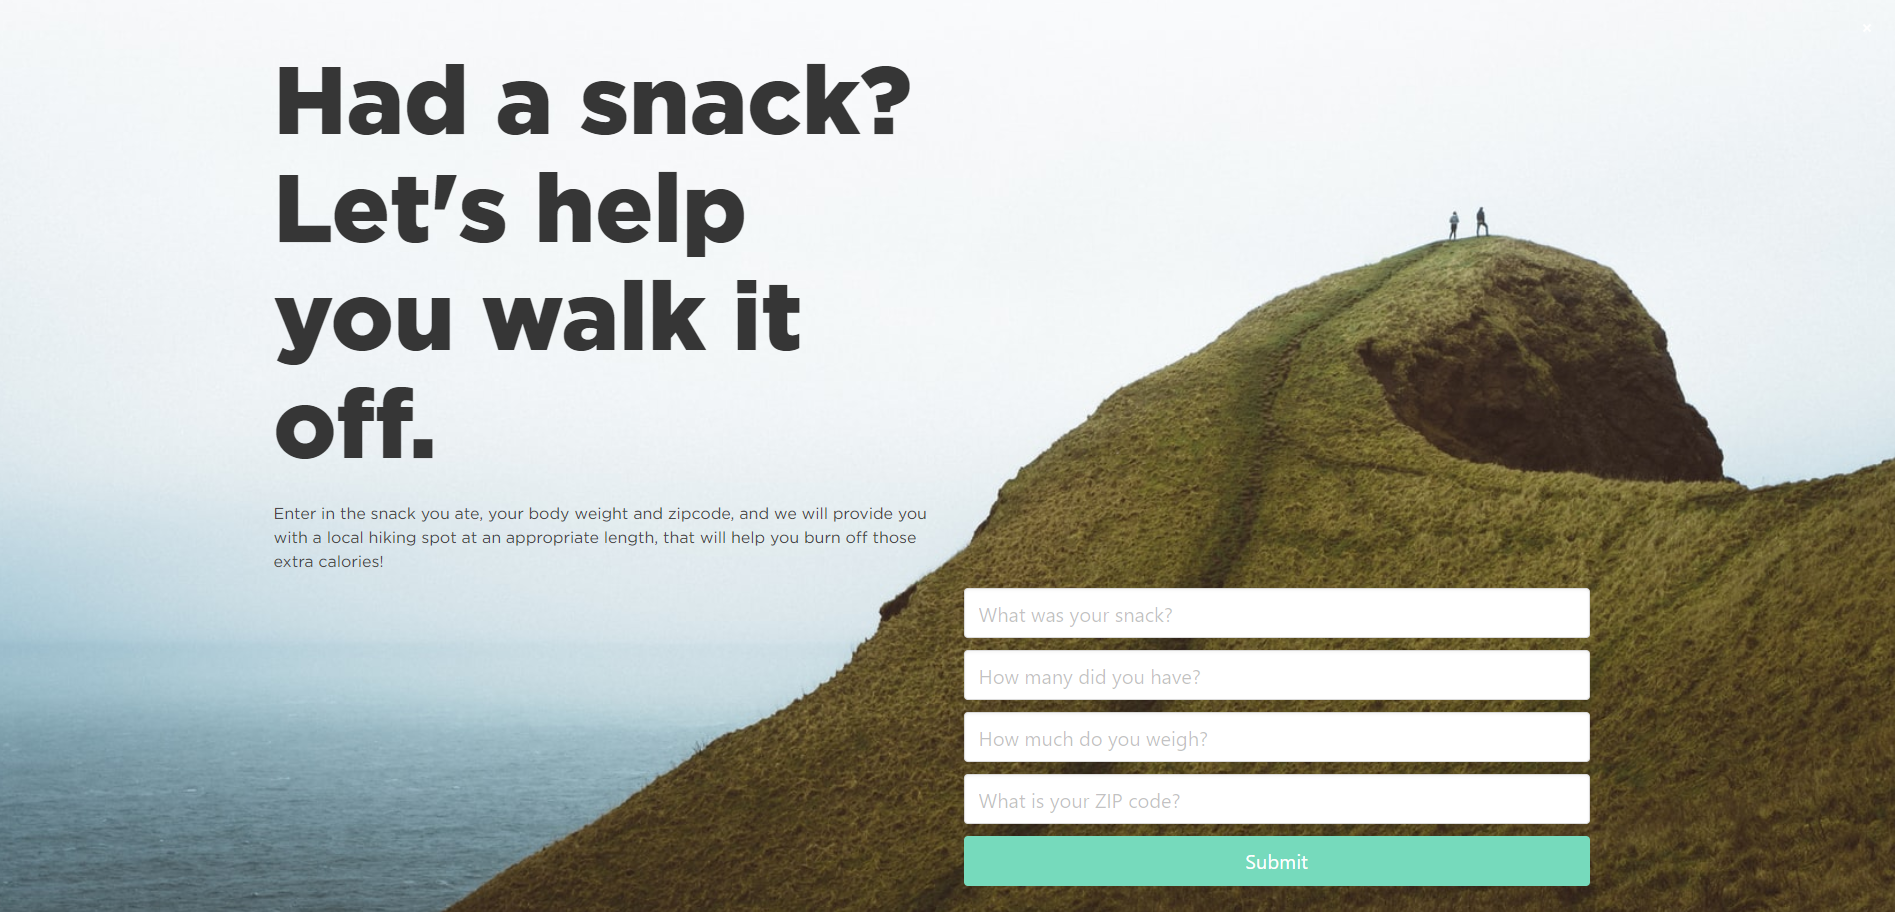 Had a snack?
Let's help
you walk it
off.
Enter in the snack you ate, your body weight and zipcode, and we will provide you
with a local hiking spot at an appropriate length, that will help you burn off those
extra calories!
What was your snack?
How many did you have?
How much do you weigh?
What is your ZIP code?
Submit